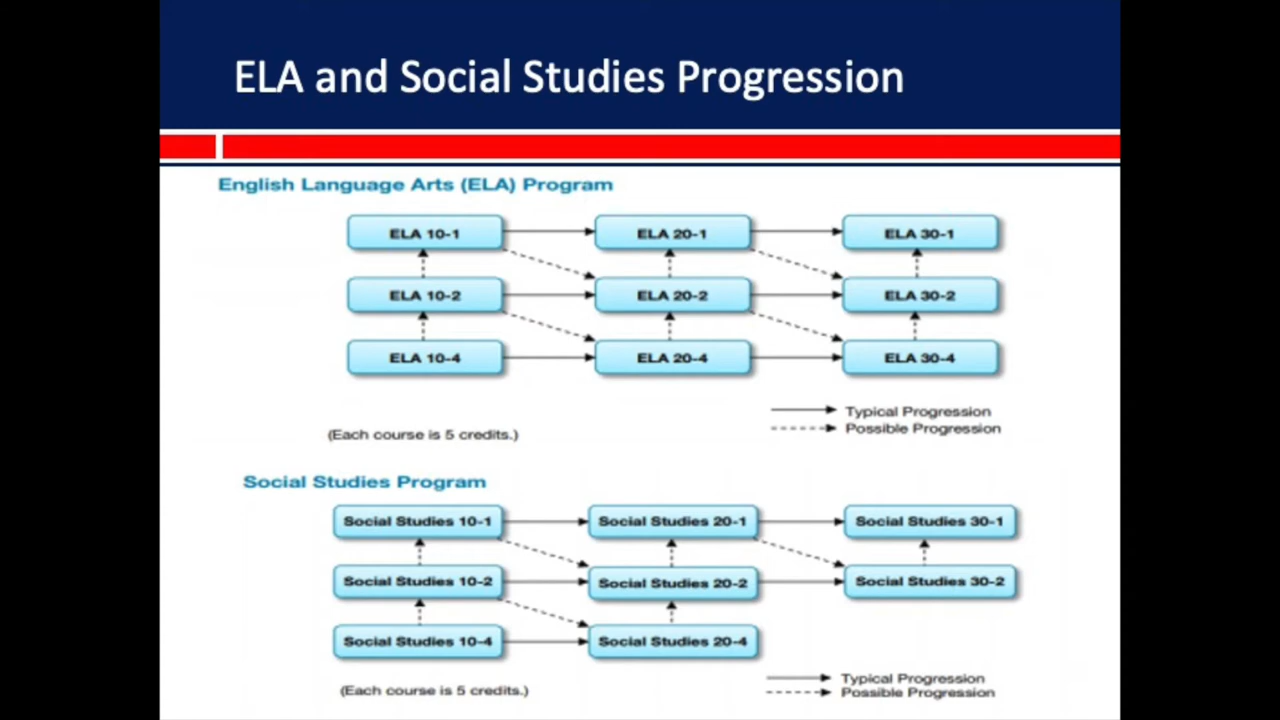 ELA and Social Studies Progression
English Language Arts (ELA) Program
ELA 10-1
ELA 20-1
ELA 30-1
ELA 10-2
ELA 20-2
ELA 30-2
ELA 10-4
ELA 20-4
ELA 30-4
Typical Progression
Possible Progression
(Each course is 5 credits.)
Social Studies Program
Social Studies 10-1
Social Studies 20-1
Social Studies 30-1
Social Studies 10-2
Social Studies 20-2
Social Studies 30-2
Social Studies 10-4
Social Studies 20-4
Typical Progression
Possible Progression
(Each course is 5 credits.)